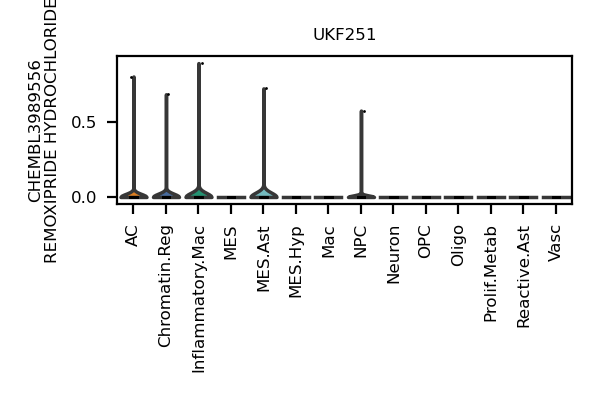 UKF251
CHEMBL3989556
REMOXIPRIDE HYDROCHLORIDE
0.5
0.0
AC
Chromatin.Reg
Inflammatory.Mac
MES
MES.Ast
MES.Hyp
Mac
NPC
Neuron
OPC
Oligo
Prolif.Metab
Reactive.Ast
Vasc